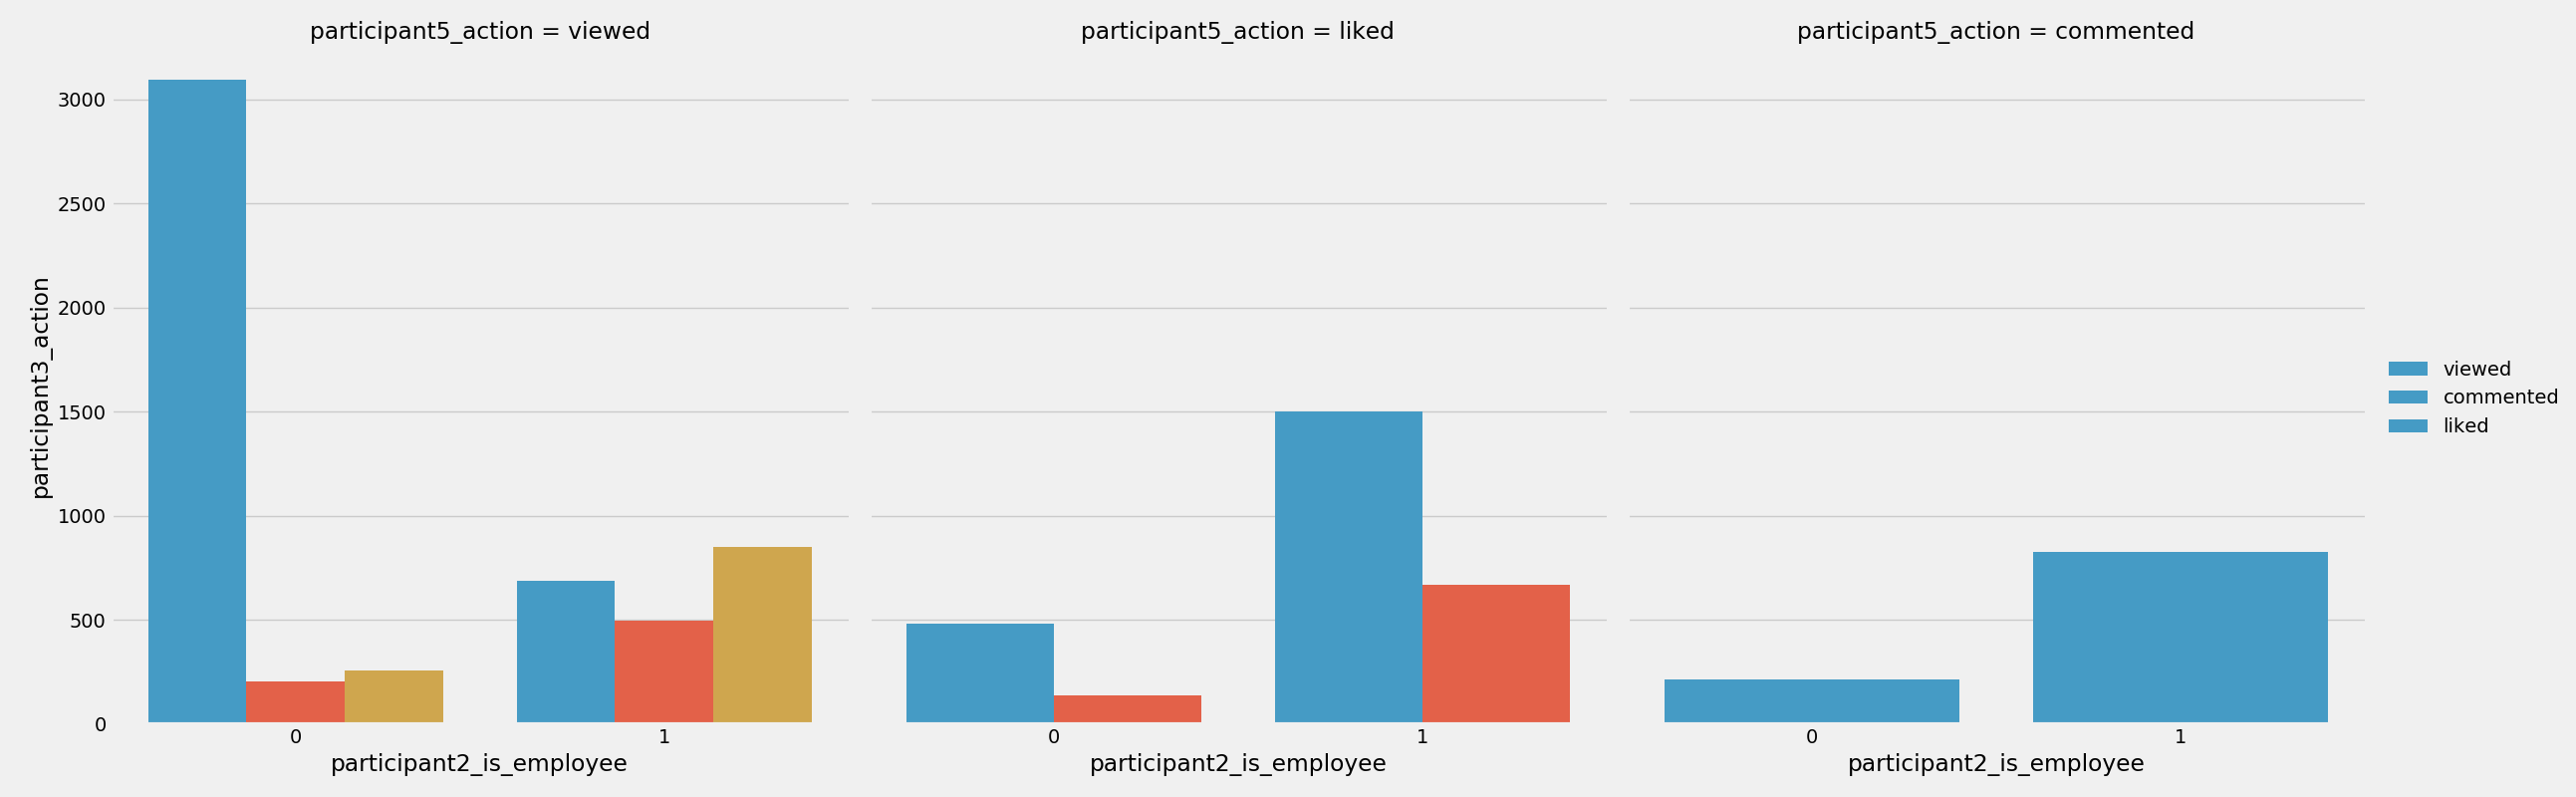 participant5_action = viewed
participant5_action = liked
participant5_action = commented
3000
2500
2000
1500
1000
500
0
participant3_action
0 1
0 1
0 1
participant2_is_employee
participant2_is_employee
participant2_is_employee
viewed
commented
liked